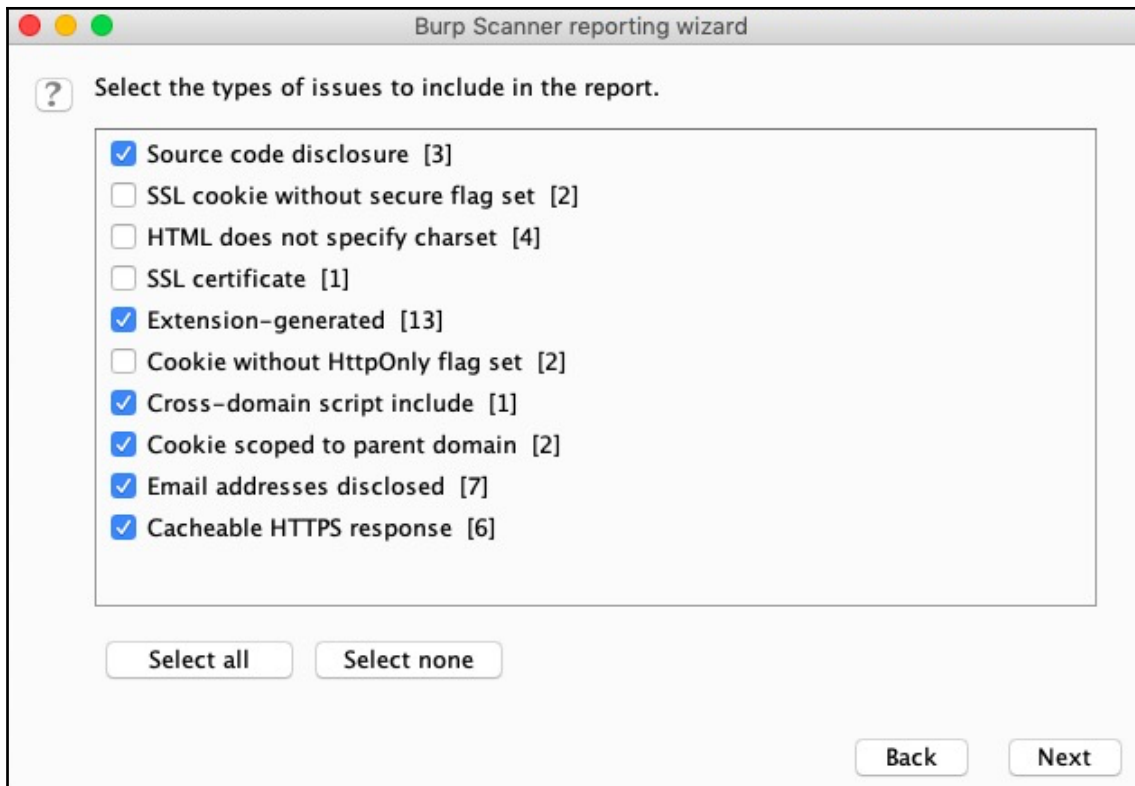 Burp Scanner reporting wizard
?
Select the types of issues to include in the report.
Source code disclosure [3]
SSL cookie without secure flag set [2]
HTML does not specify charset [4]
SSL certificate [1]
Extension-generated [13]
Cookie without HttpOnly flag set [2]
Cross-domain script include [1]
Cookie scoped to parent domain [2]
Email addresses disclosed [7]
Cacheable HTTPS response [6]
Select all Select none
Back Next